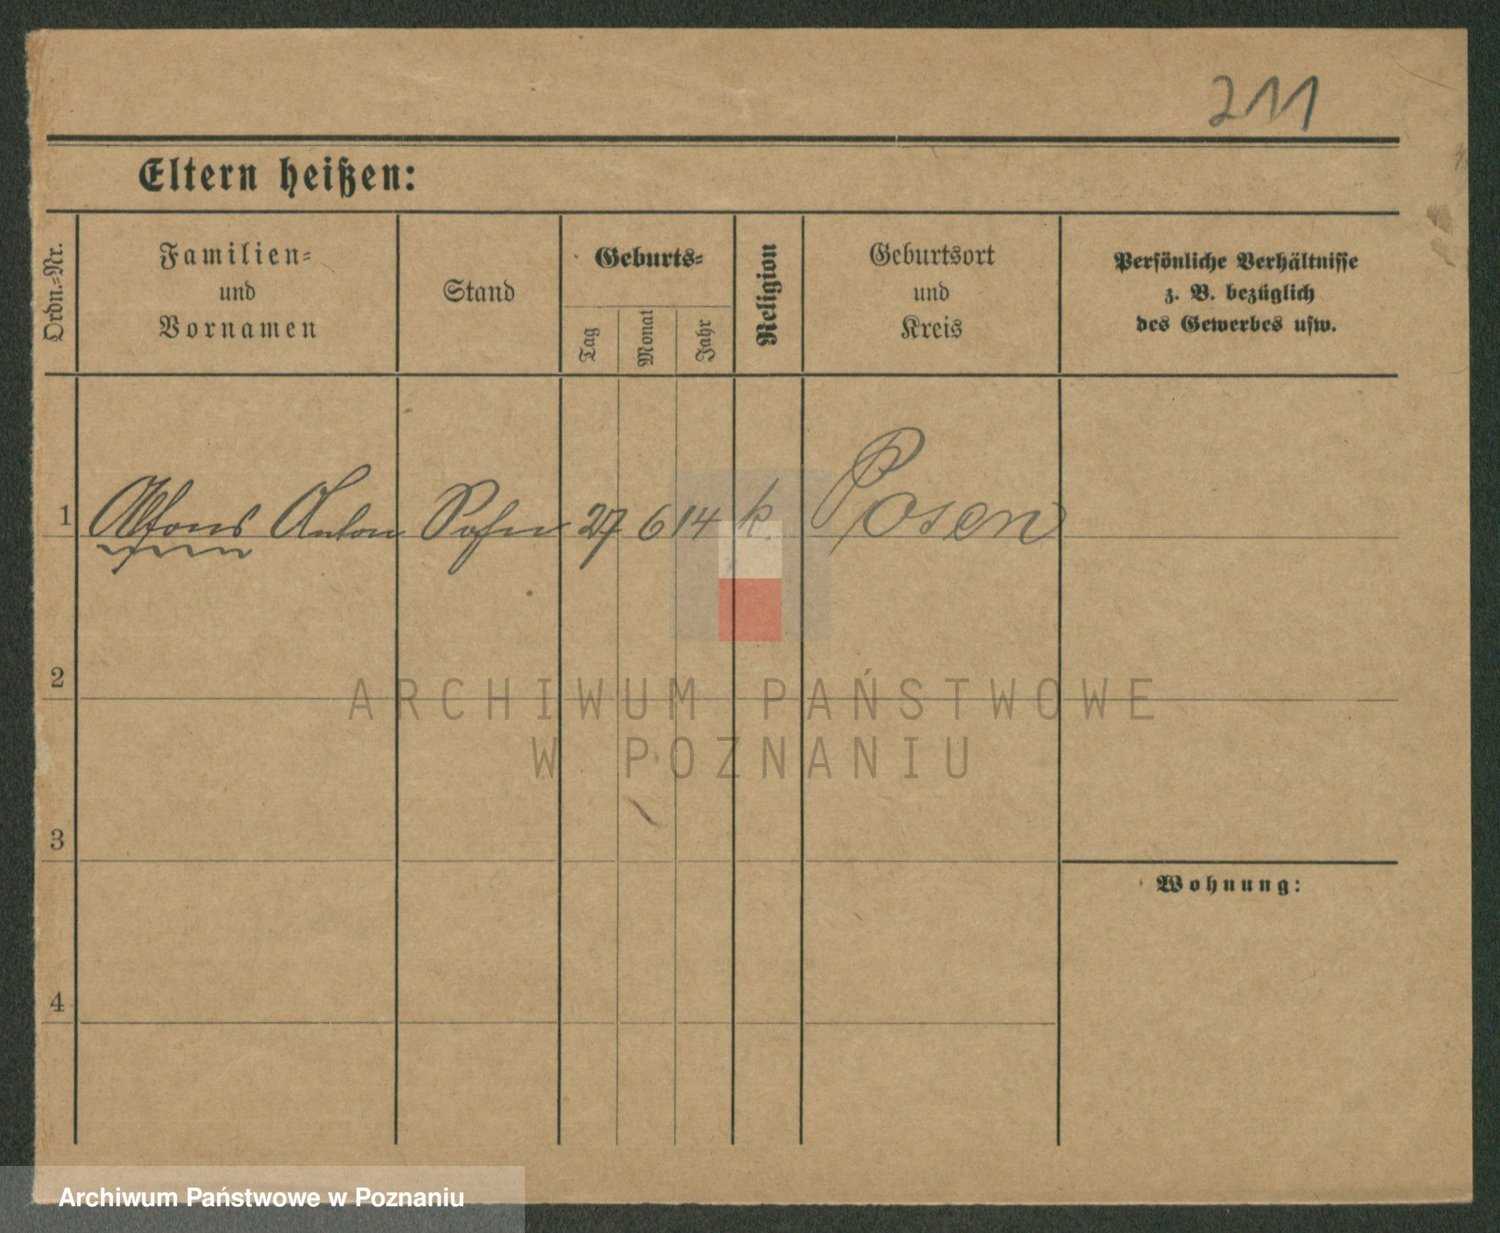 211
Eltern heißen:
Ordn.-Nr.
Familien-
und
Vornamen
Stand
Geburts-
Tag
Monat
Jahr
Religion
Geburtsort
und
Kreis
Persönliche Verhältnisse
z. B. bezüglich
des Gewerbes usw.
1 Alfons Anton Sohn 27 6 14 k. Posen
2
ARCHIWUM PAŃSTWOWE
W POZNANIU
3
Wohnung:
4
Archiwum Państwowe w Poznaniu